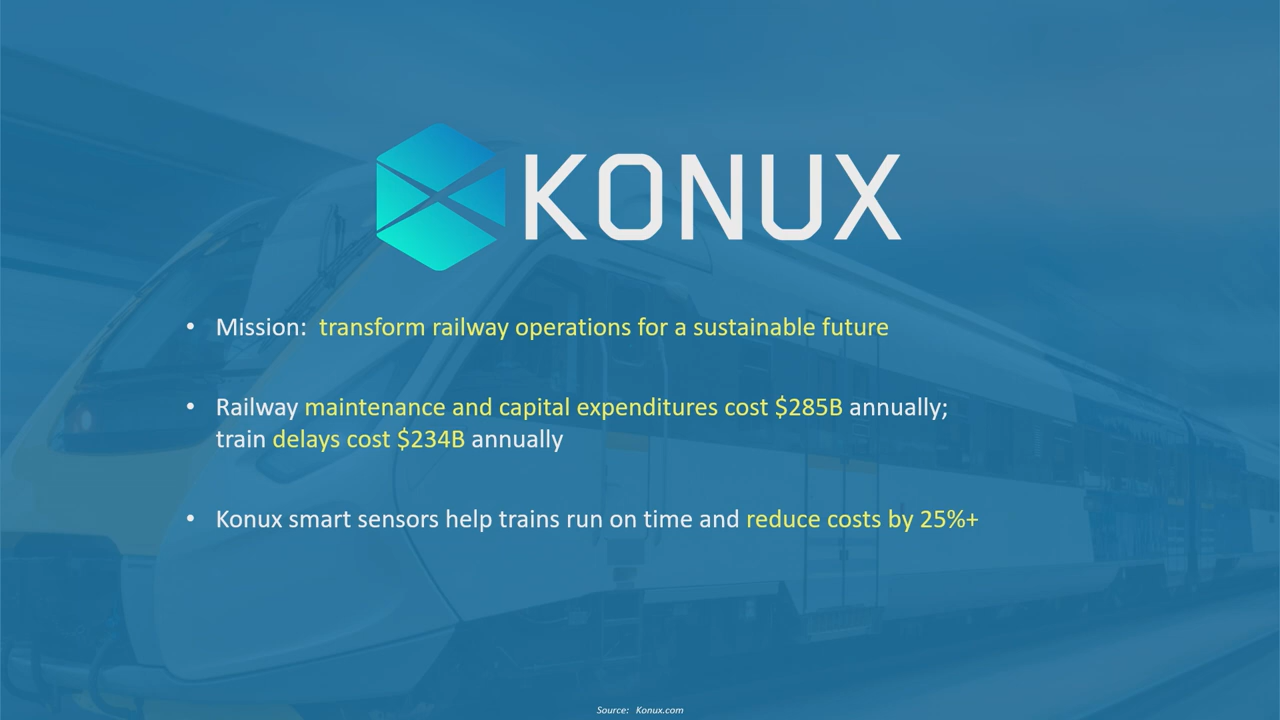 KONUX
• Mission: transform railway operations for a sustainable future
• Railway maintenance and capital expenditures cost $285B annually;
train delays cost $234B annually
• Konux smart sensors help trains run on time and reduce costs by 25%+
Source: Konux.com